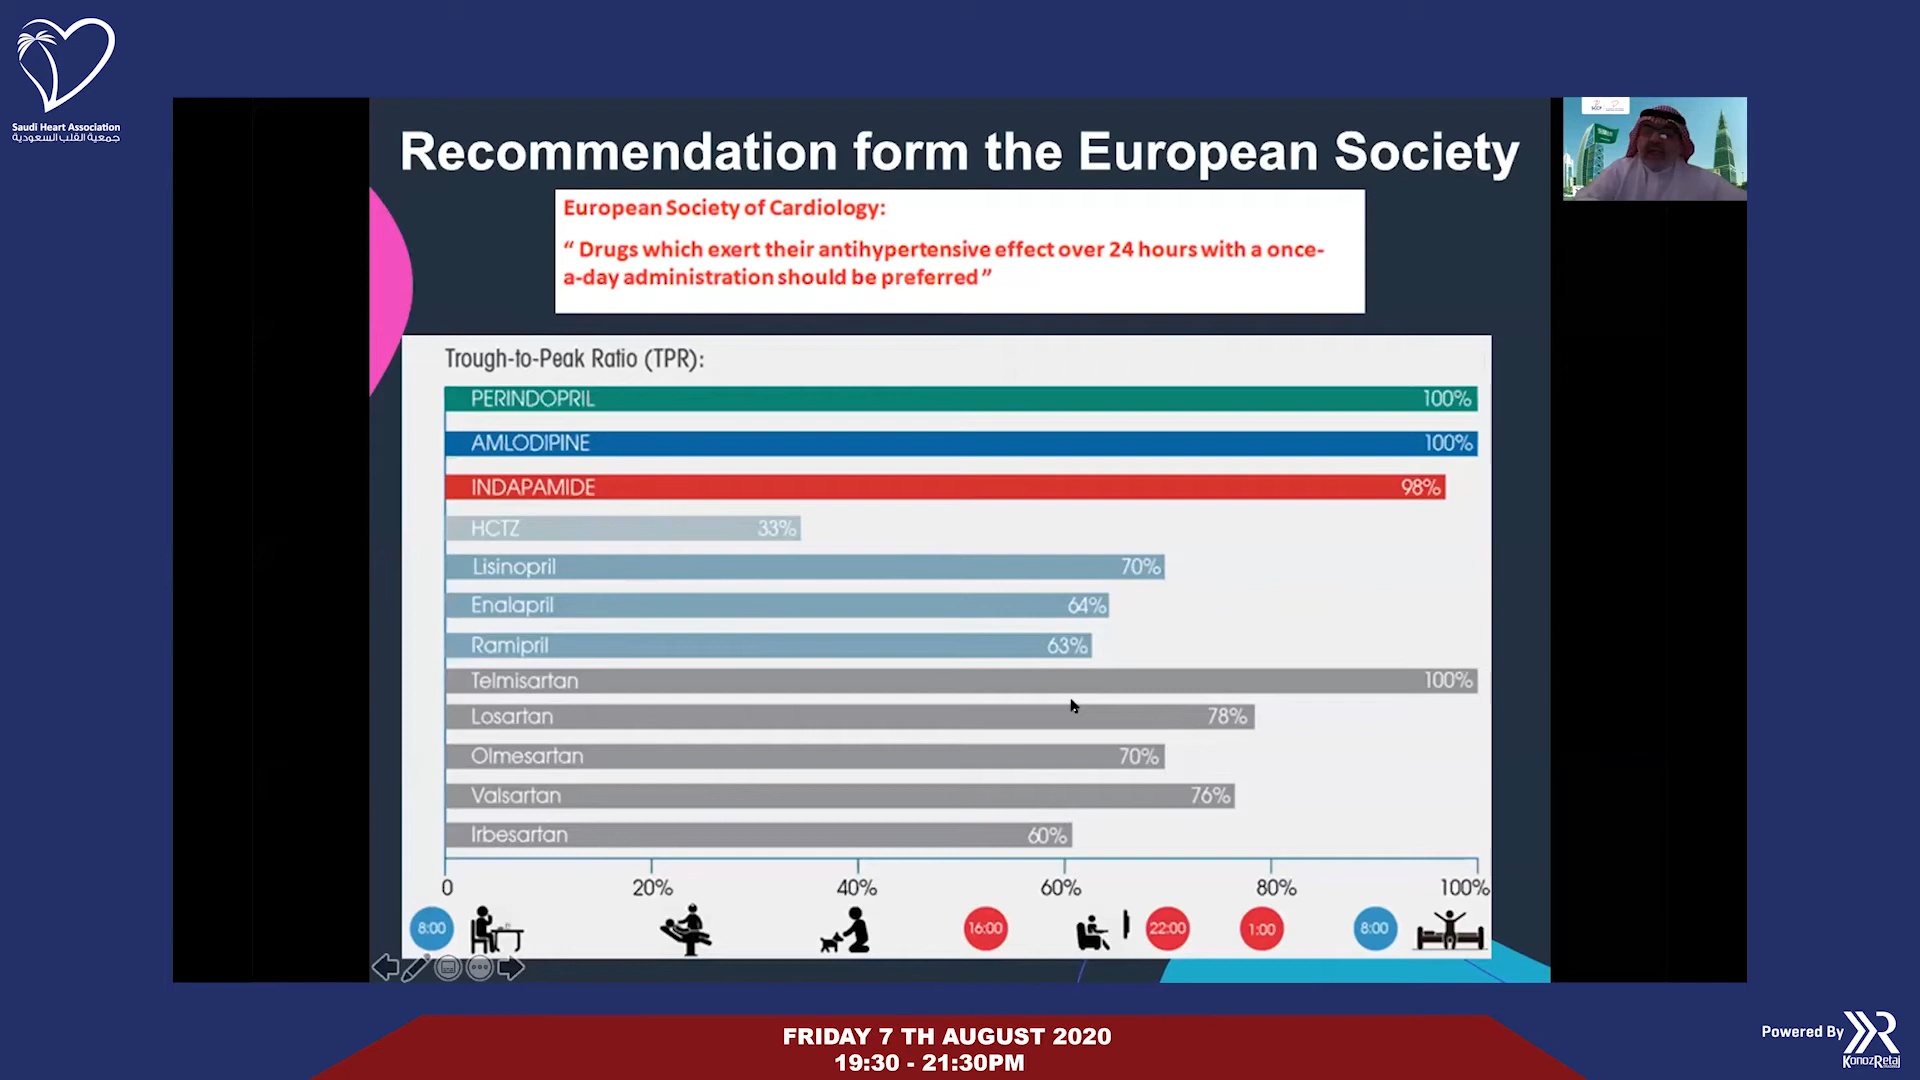 Saudi Heart Association
جمعية القلب السعودية
Recommendation form the European Society
European Society of Cardiology:
“ Drugs which exert their antihypertensive effect over 24 hours with a once-
a-day administration should be preferred ”
Trough-to-Peak Ratio (TPR):
PERINDOPRIL 100%
AMLODIPINE 100%
INDAPAMIDE 98%
HCTZ 33%
Lisinopril 70%
Enalapril 64%
Ramipril 63%
Telmisartan 100%
Losartan 78%
Olmesartan 70%
Valsartan 76%
Irbesartan 60%
0 20% 40% 60% 80% 100%
8:00 16:00 22:00 1:00 8:00
FRIDAY 7 TH AUGUST 2020
19:30 - 21:30PM
Powered By
KonozRetaj